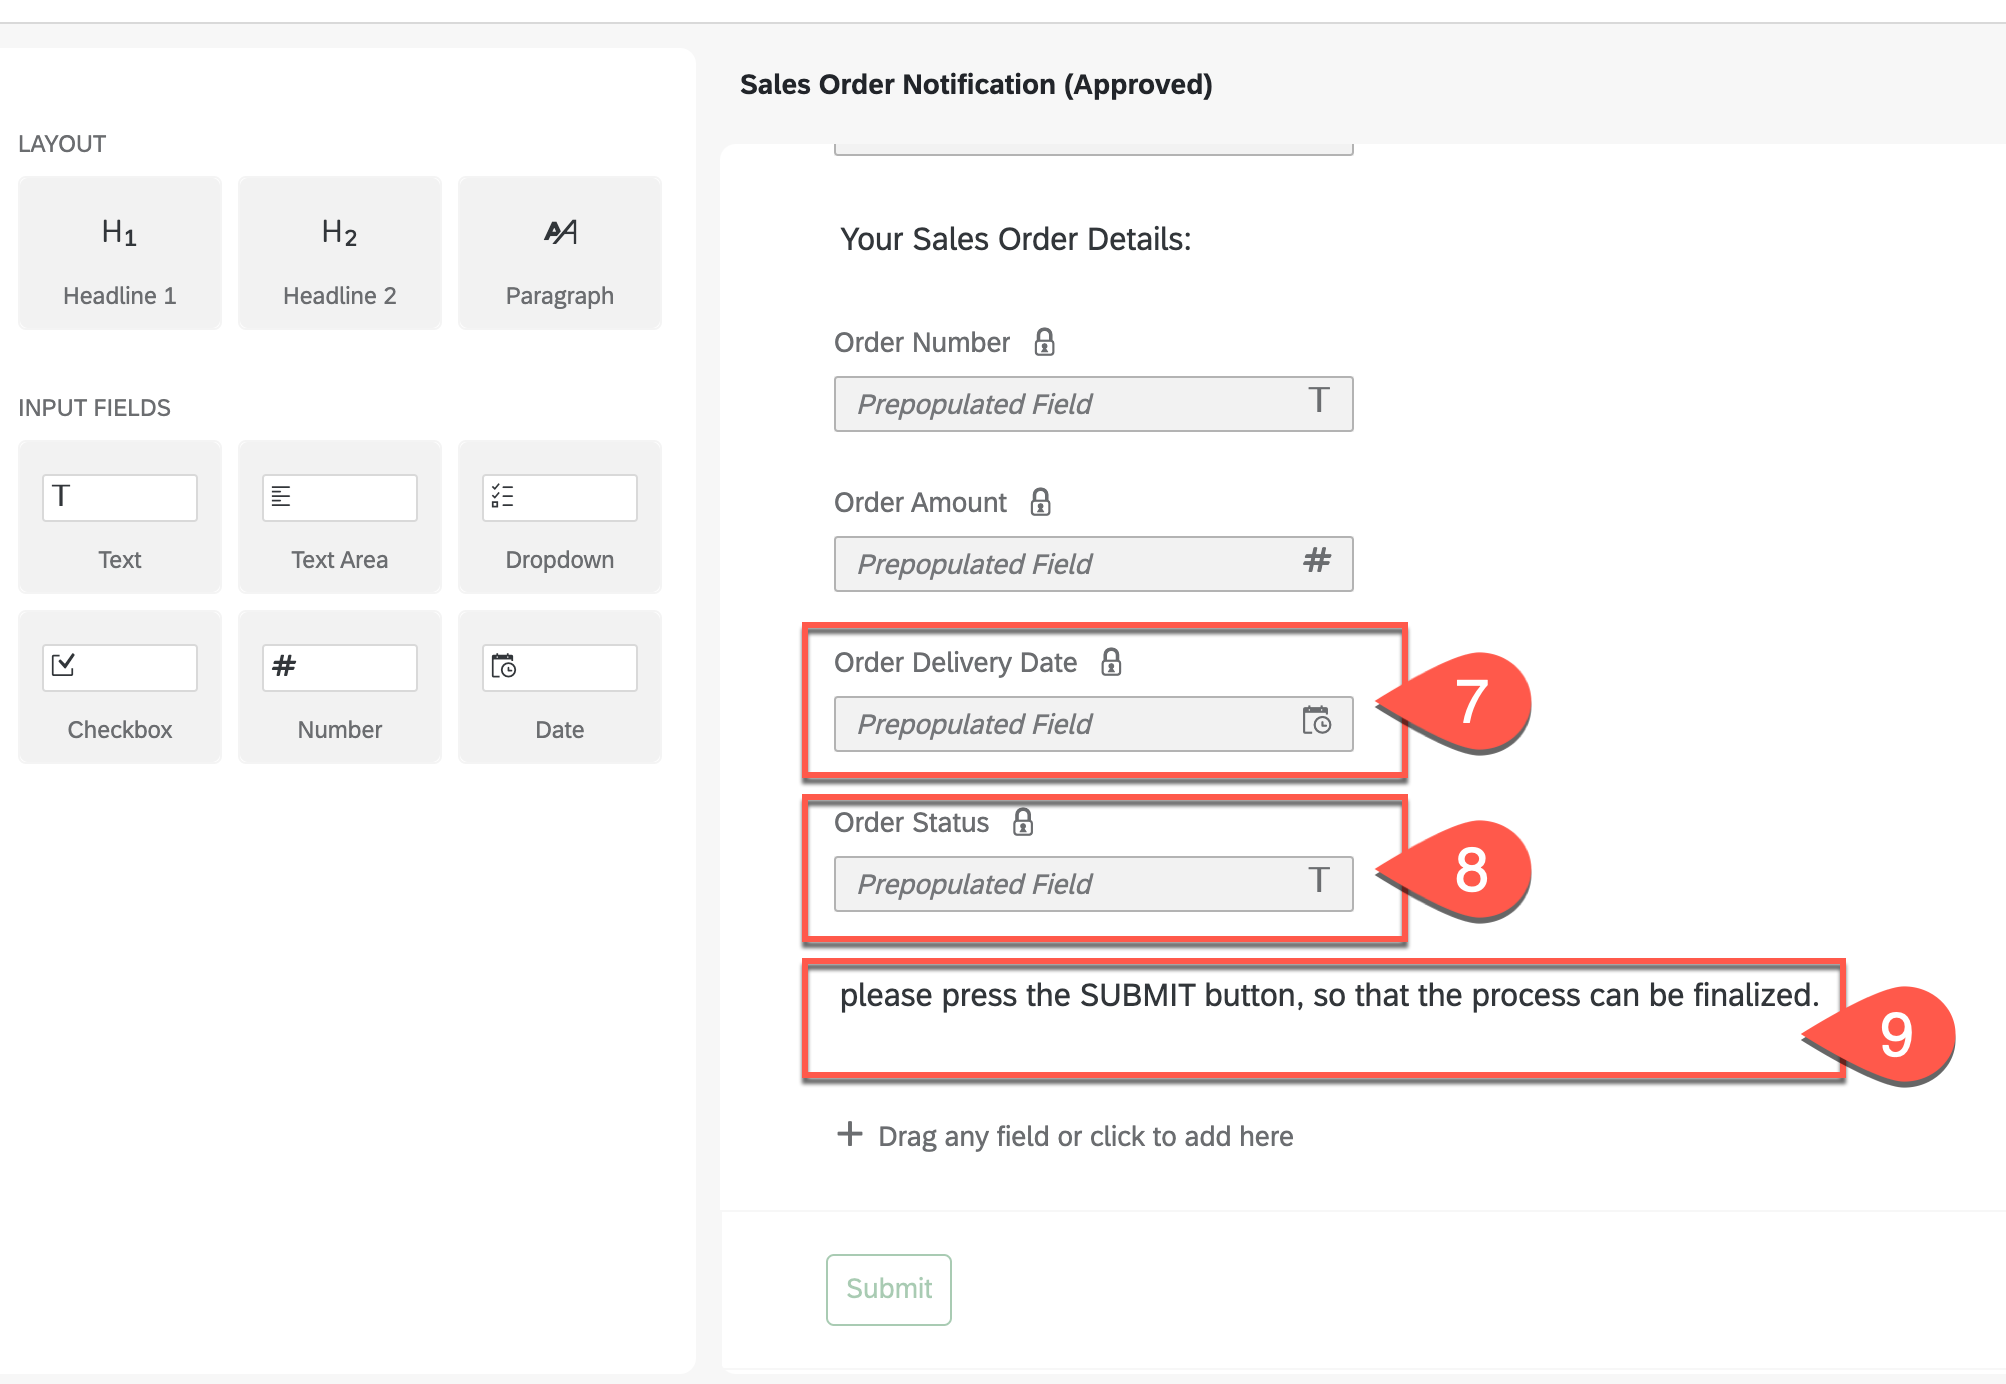 Sales Order Notification (Approved)
LAYOUT
H1
Headline 1
H2
Headline 2
AA
Paragraph
INPUT FIELDS
T
Text
Text Area
Dropdown
Checkbox
#
Number
Date
Your Sales Order Details:
Order Number
Prepopulated Field T
Order Amount
Prepopulated Field #
Order Delivery Date
Prepopulated Field
7
Order Status
Prepopulated Field T
8
please press the SUBMIT button, so that the process can be finalized.
9
+ Drag any field or click to add here
Submit